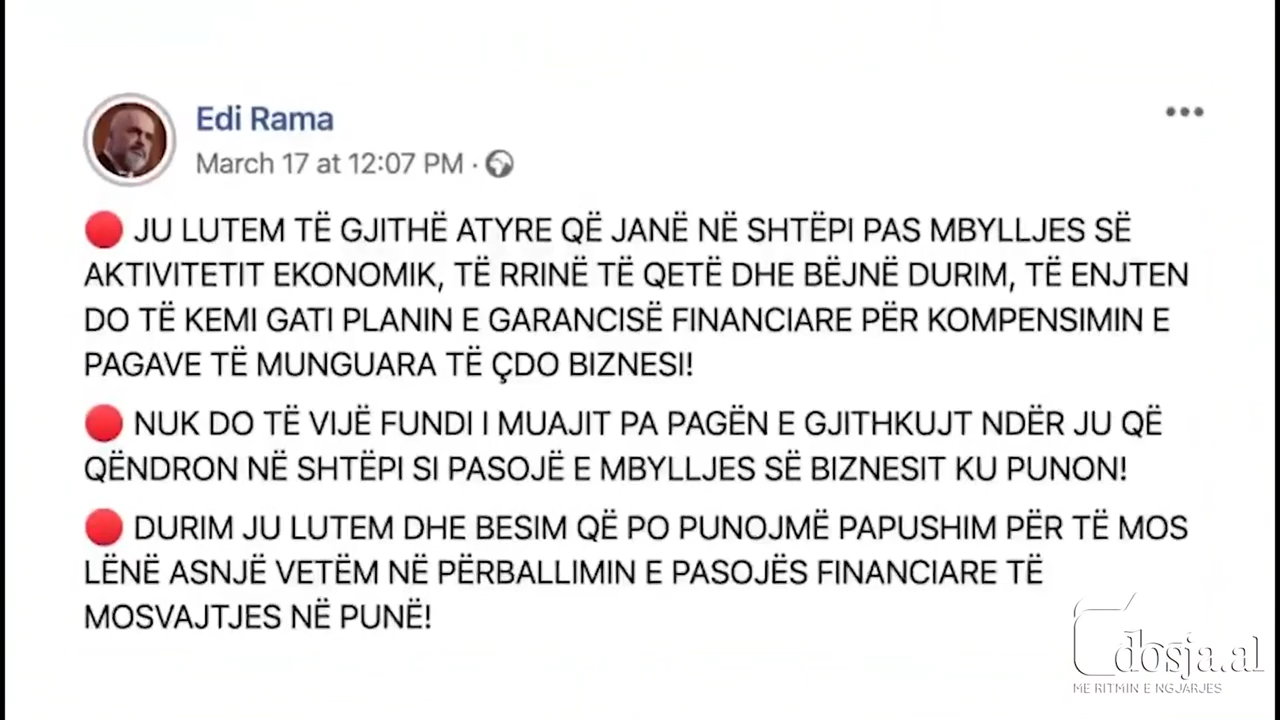 Edi Rama
March 17 at 12:07 PM ·
JU LUTEM TË GJITHË ATYRE QË JANË NË SHTËPI PAS MBYLLJES SË
AKTIVITETIT EKONOMIK, TË RRINË TË QETË DHE BËJNË DURIM, TË ENJTEN
DO TË KEMI GATI PLANIN E GARANCISË FINANCIARE PËR KOMPENSIMIN E
PAGAVE TË MUNGUARA TË ÇDO BIZNESI!
NUK DO TË VIJË FUNDI I MUAJIT PA PAGËN E GJITHKUJT NDËR JU QË
QËNDRON NË SHTËPI SI PASOJË E MBYLLJES SË BIZNESIT KU PUNON!
DURIM JU LUTEM DHE BESIM QË PO PUNOJMË PAPUSHIM PËR TË MOS
LËNË ASNJË VETËM NË PËRBALLIMIN E PASOJËS FINANCIARE TË
MOSVAJTJES NË PUNË!
dosja.al
ME RITMIN E NGJARJES